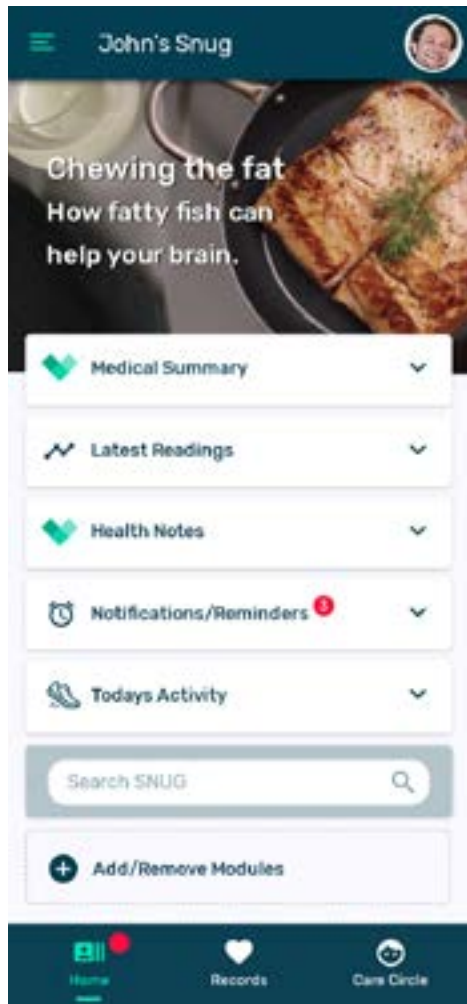 John's Snug
Chewing the fat
How fatty fish can
help your brain.
Medical Summary
Latest Readings
Health Notes
Notifications/Reminders 3
Todays Activity
Search SNUG
Add/Remove Modules
Home
Records
Care Circle